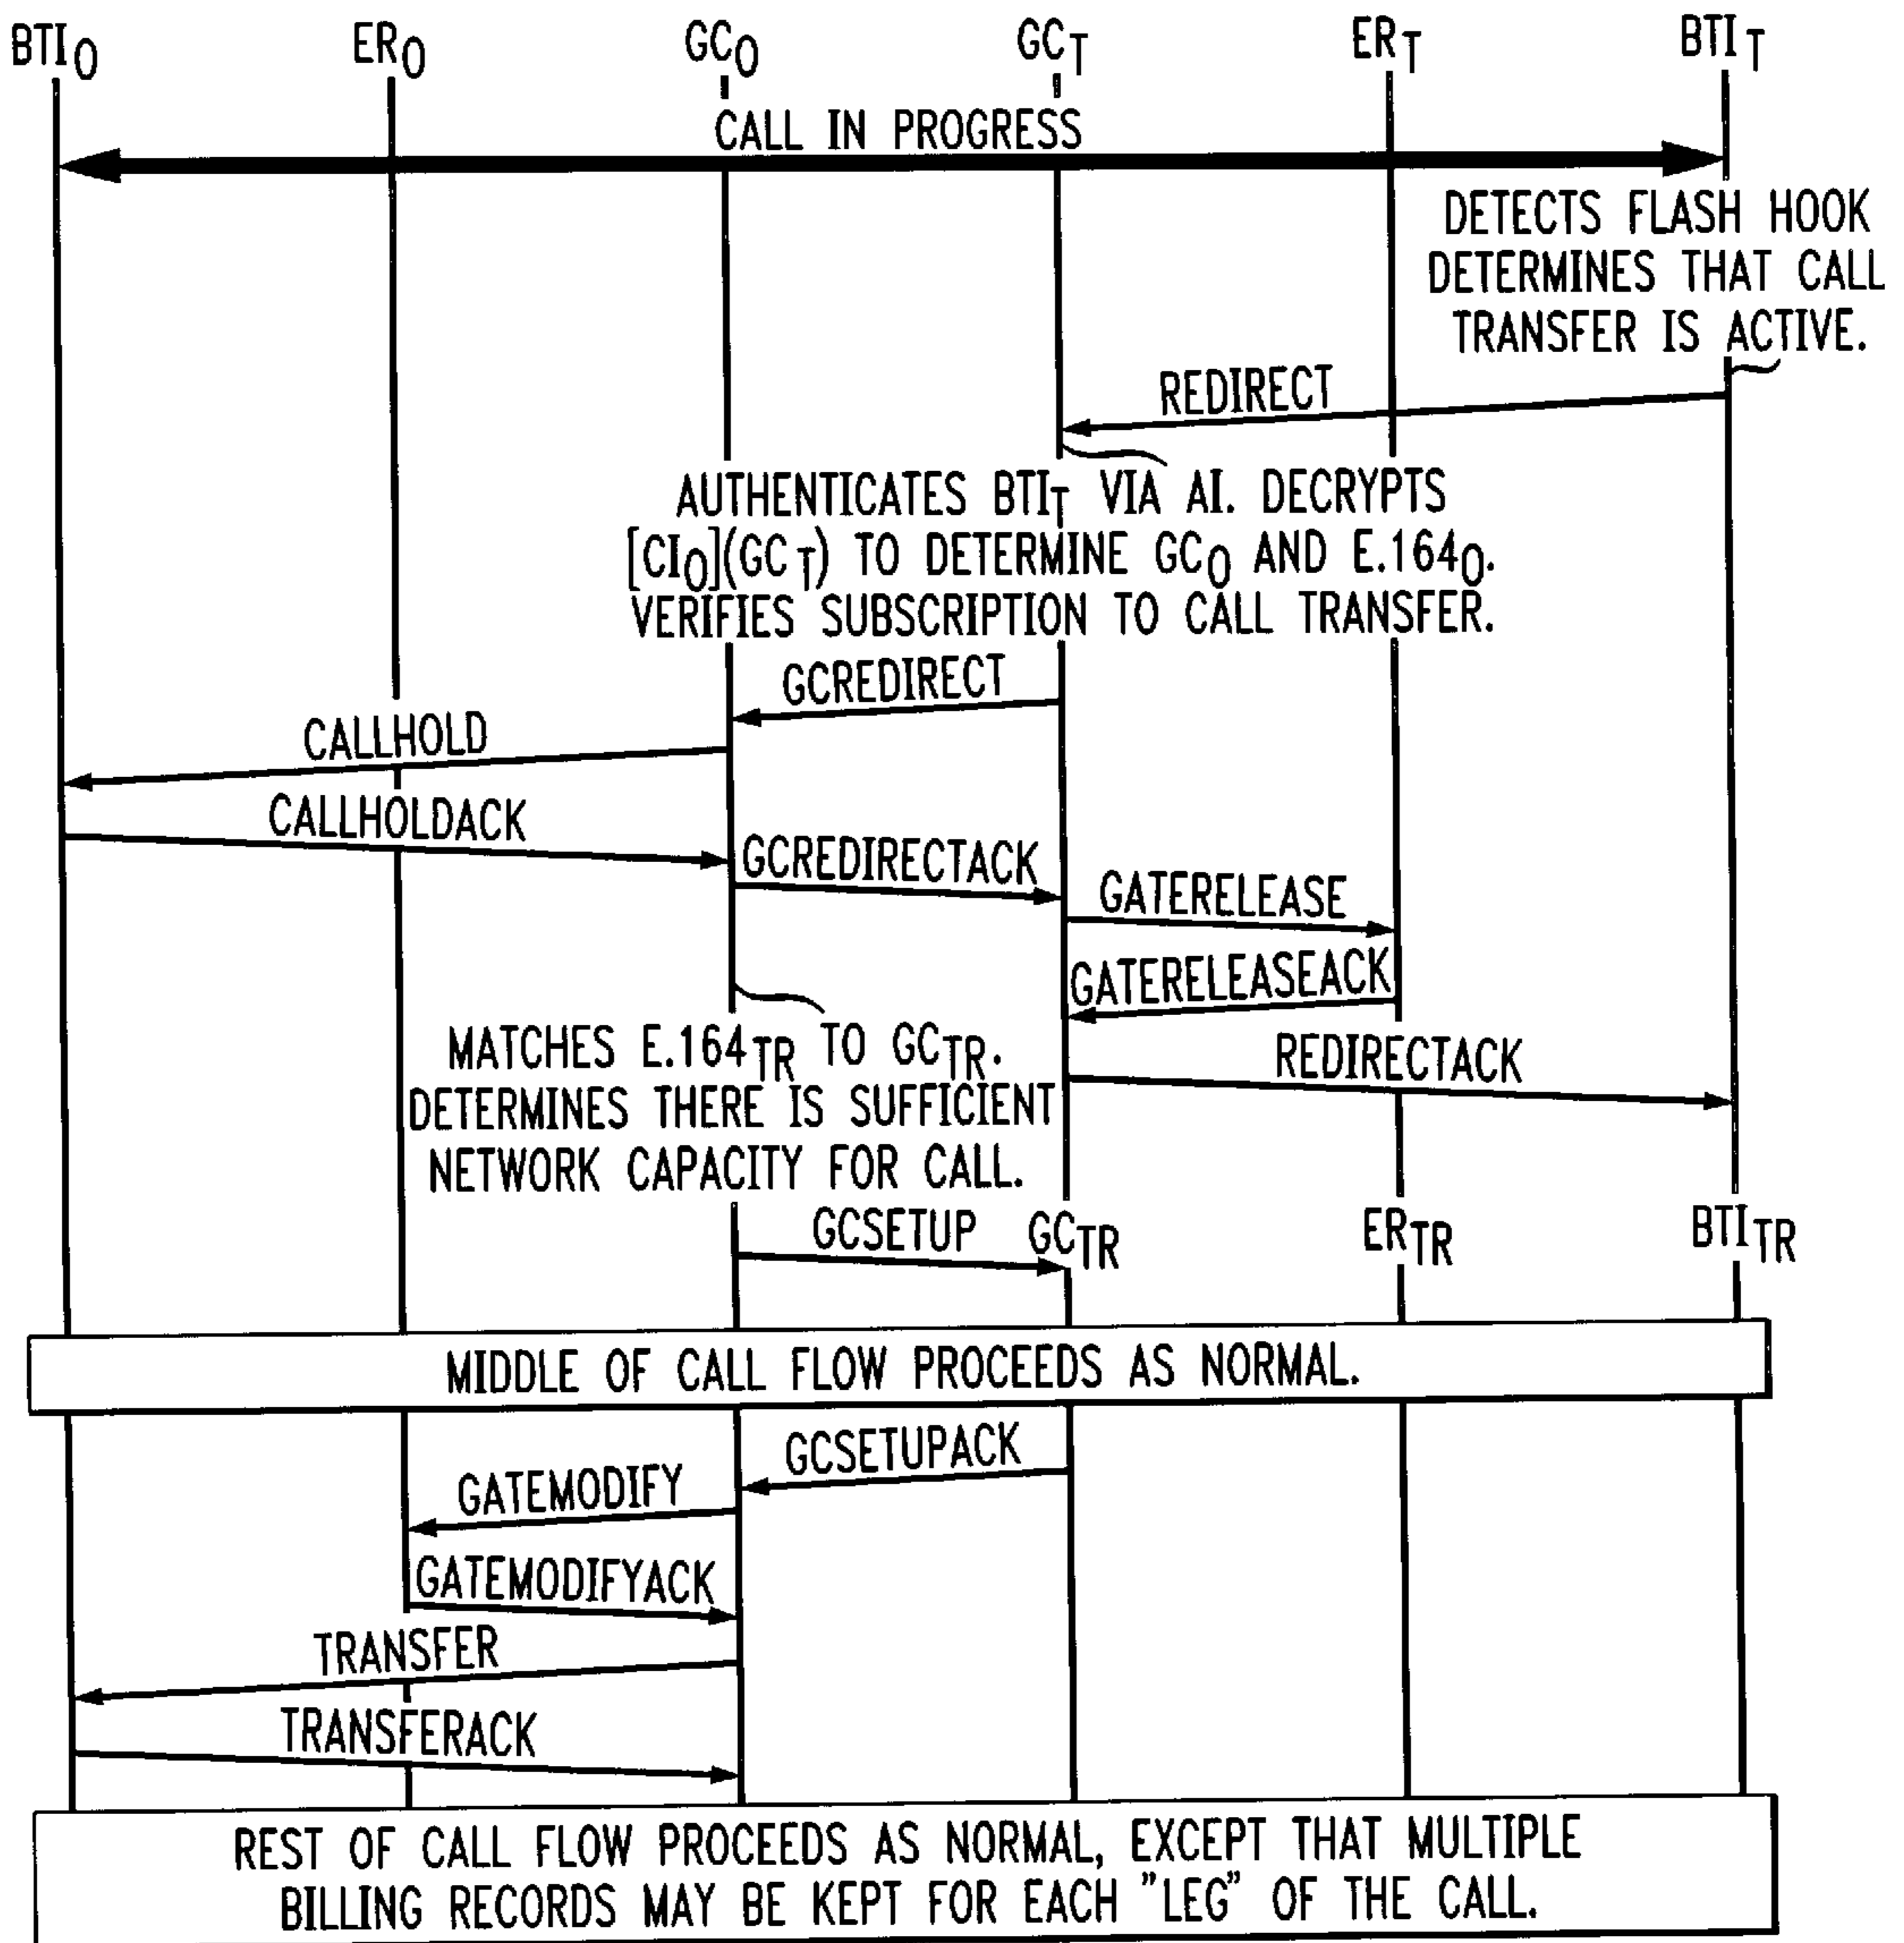 BTIO ERO GCO GCT ERT BTIT
CALL IN PROGRESS
DETECTS FLASH HOOK
DETERMINES THAT CALL
TRANSFER IS ACTIVE.
REDIRECT
AUTHENTICATES BTIT VIA AI. DECRYPTS
[CIO](GCT) TO DETERMINE GCO AND E.164O.
VERIFIES SUBSCRIPTION TO CALL TRANSFER.
GCREDIRECT
CALLHOLD
CALLHOLDACK
GCREDIRECTACK
GATERELEASE
GATERELEASEACK
MATCHES E.164TR TO GCTR.
DETERMINES THERE IS SUFFICIENT
NETWORK CAPACITY FOR CALL.
REDIRECTACK
GCSETUP GCTR ERTR BTITR
MIDDLE OF CALL FLOW PROCEEDS AS NORMAL.
GCSETUPACK
GATEMODIFY
GATEMODIFYACK
TRANSFER
TRANSFERACK
REST OF CALL FLOW PROCEEDS AS NORMAL, EXCEPT THAT MULTIPLE
BILLING RECORDS MAY BE KEPT FOR EACH "LEG" OF THE CALL.